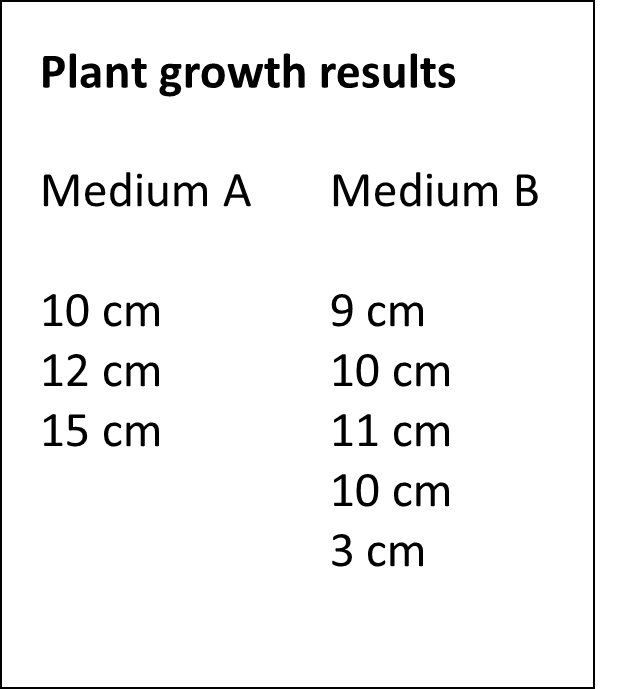 Plant growth results
Medium A Medium B
10 cm 9 cm
12 cm 10 cm
15 cm 11 cm
10 cm
3 cm